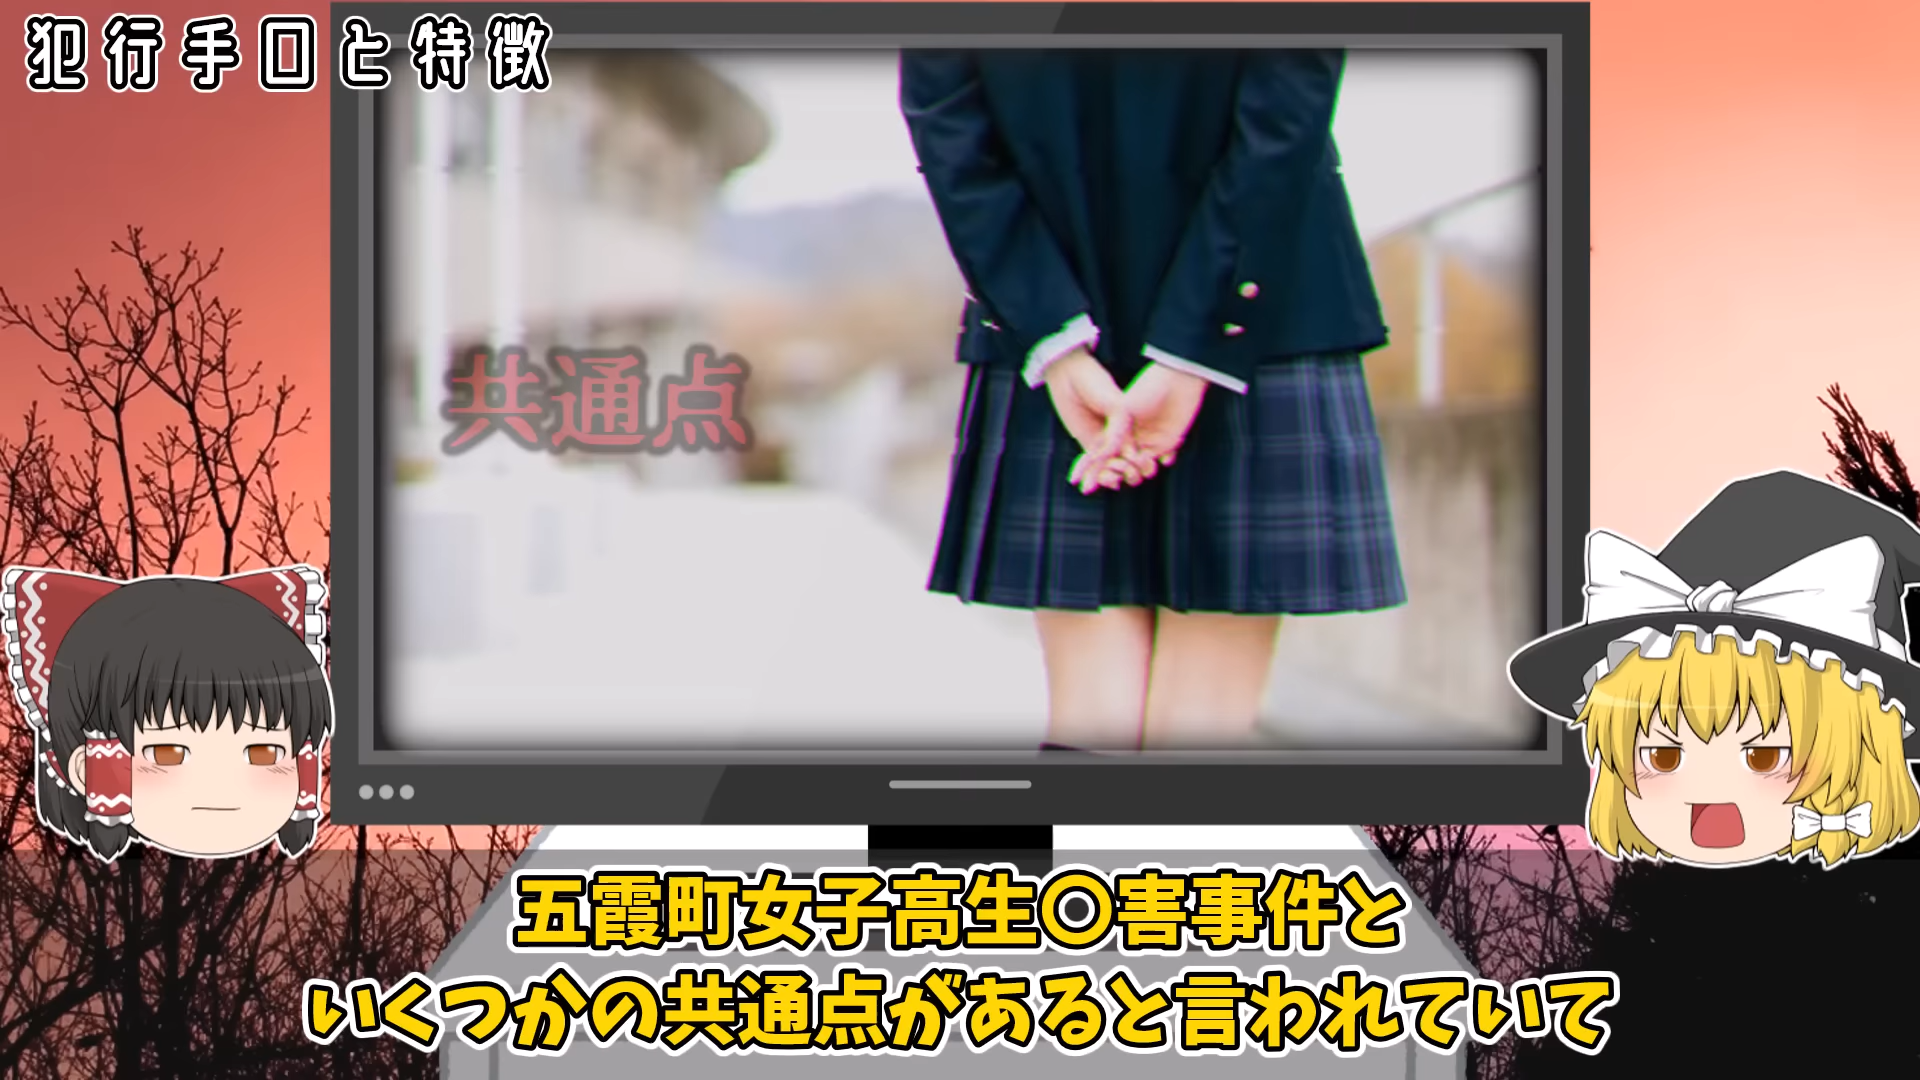 犯行手口と特徴
共通点
五霞町女子高生〇害事件と
いくつかの共通点があると言われていて